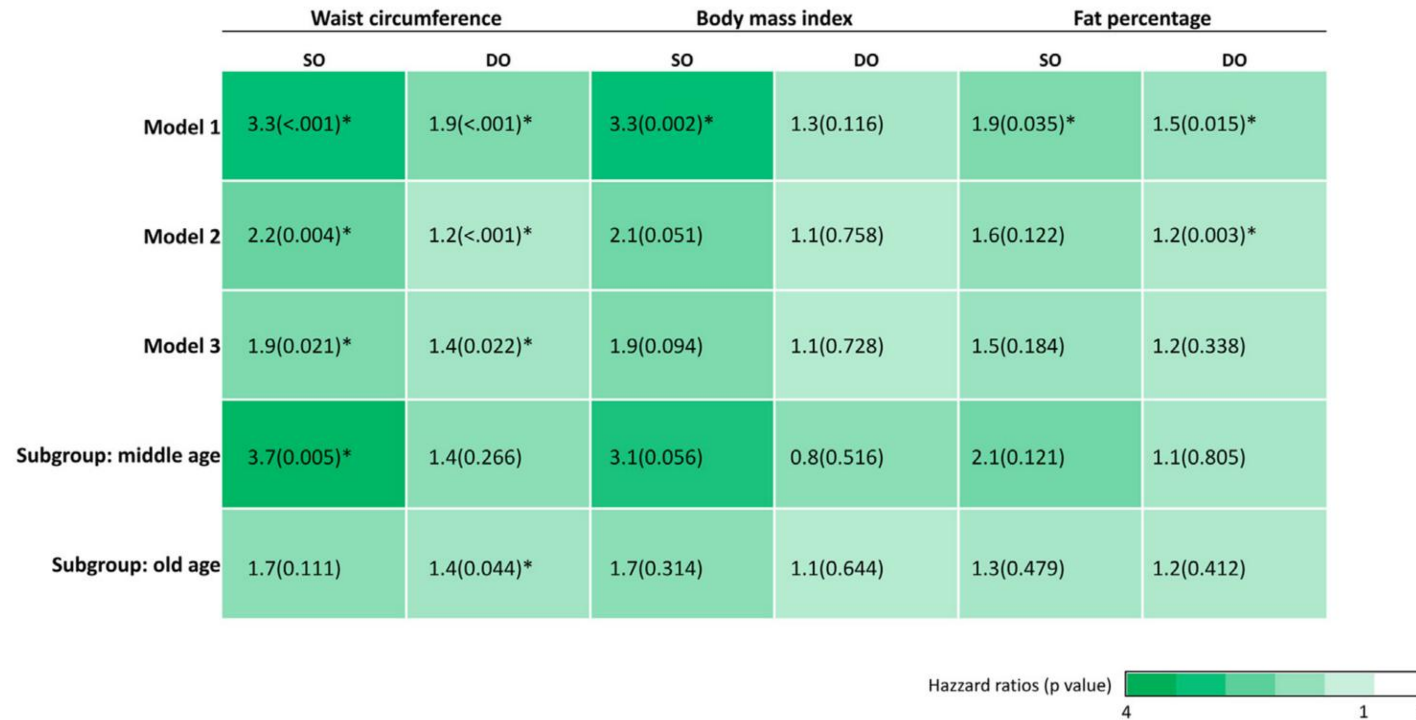 Waist circumference Body mass index Fat percentage
SO DO SO DO SO DO
Model 1 3.3(<.001)* 1.9(<.001)* 3.3(0.002)* 1.3(0.116) 1.9(0.035)* 1.5(0.015)*
Model 2 2.2(0.004)* 1.2(<.001)* 2.1(0.051) 1.1(0.758) 1.6(0.122) 1.2(0.003)*
Model 3 1.9(0.021)* 1.4(0.022)* 1.9(0.094) 1.1(0.728) 1.5(0.184) 1.2(0.338)
Subgroup: middle age 3.7(0.005)* 1.4(0.266) 3.1(0.056) 0.8(0.516) 2.1(0.121) 1.1(0.805)
Subgroup: old age 1.7(0.111) 1.4(0.044)* 1.7(0.314) 1.1(0.644) 1.3(0.479) 1.2(0.412)
Hazzard ratios (p value)
4 1